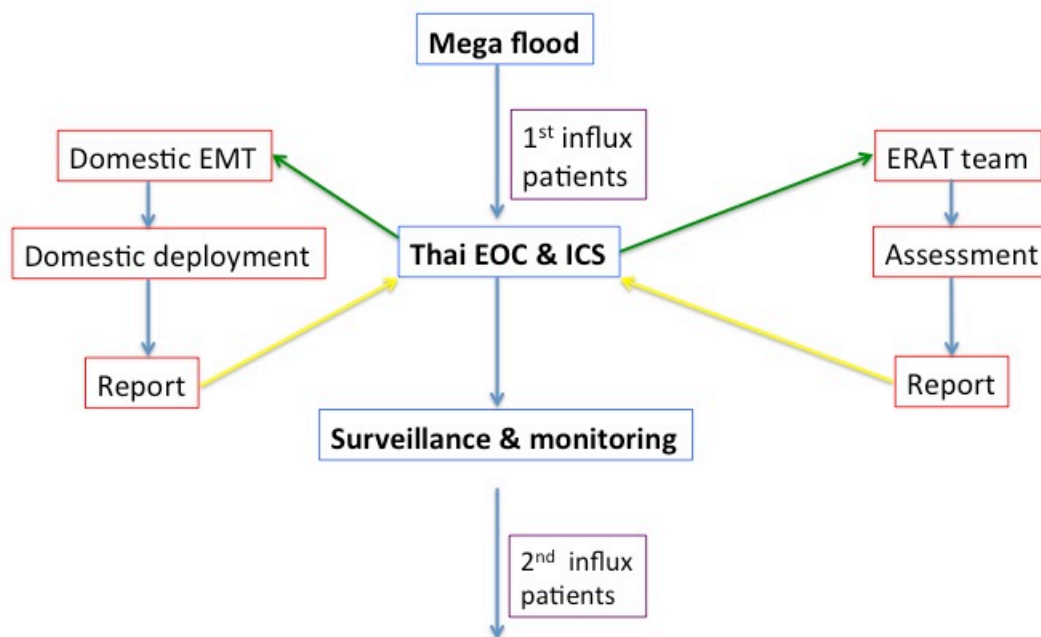 Mega flood
1st influx
patients
Domestic EMT
ERAT team
Domestic deployment
Thai EOC & ICS
Assessment
Report
Report
Surveillance & monitoring
2nd influx
patients